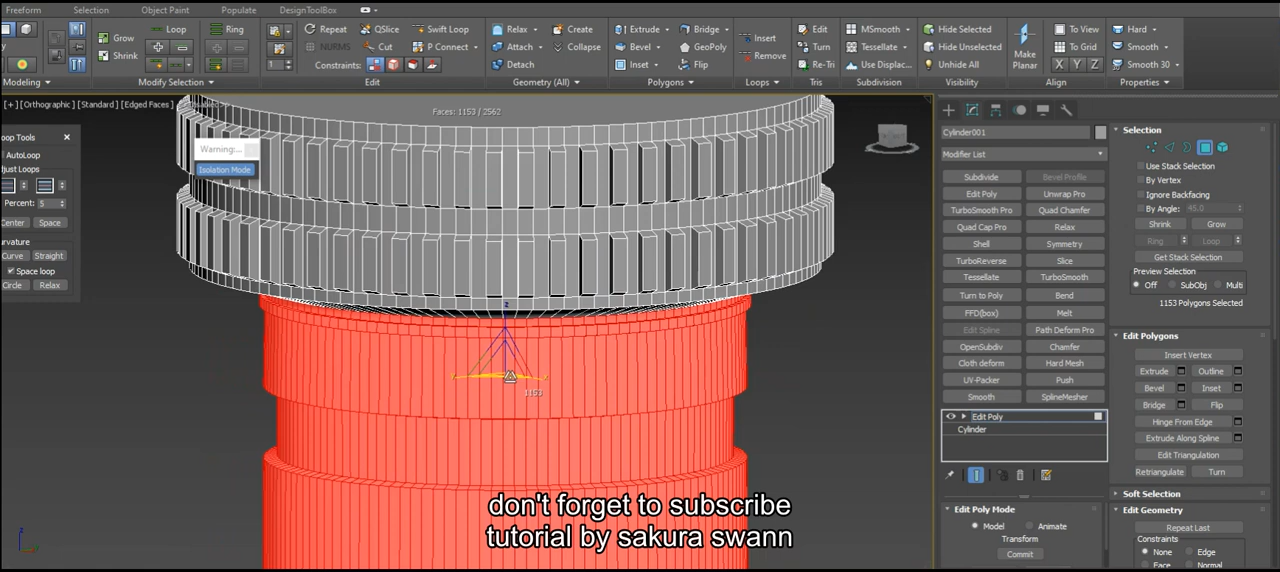 Freeform Selection Object Paint Populate DesignToolBox
Grow Loop Ring Repeat QSlice Swift Loop Relax Create Extrude Bridge Insert Edit MSmooth Hide Selected To View Hard
Shrink NURMS Cut P Connect Attach Collapse Bevel GeoPoly Remove Turn Tessellate Hide Unselected Make Planar To Grid Smooth
1 Constraints: Detach Inset Flip Re-Tri Use Displac... Unhide All X Y Z Smooth 30
Modeling Modify Selection Edit Geometry (All) Polygons Loops Tris Subdivision Visibility Align Properties
[+] [Orthographic] [Standard] [Edged Faces]
Faces: 1153 / 2562
Loop Tools
AutoLoop
Adjust Loops
Percent: 5
Center Space
Curvature
Curve Straight
Space loop
Circle Relax
Warning:...
Isolation Mode
z
1153
Cylinder001
Modifier List
Subdivide Bevel Profile
Edit Poly Unwrap Pro
TurboSmooth Pro Quad Chamfer
Quad Cap Pro Relax
Shell Symmetry
TurboReverse Slice
Tessellate TurboSmooth
Turn to Poly Bend
FFD(box) Melt
Edit Spline Path Deform Pro
OpenSubdiv Chamfer
Cloth deform Hard Mesh
UV-Packer Push
Smooth SplineMesher
Edit Poly
Cylinder
Edit Poly Mode
Model Animate
Transform
Commit
Selection
Use Stack Selection
By Vertex
Ignore Backfacing
By Angle: 45.0
Shrink Grow
Ring Loop
Get Stack Selection
Preview Selection
Off SubObj Multi
1153 Polygons Selected
Edit Polygons
Insert Vertex
Extrude Outline
Bevel Inset
Bridge Flip
Hinge From Edge
Extrude Along Spline
Edit Triangulation
Retriangulate Turn
Soft Selection
Edit Geometry
Repeat Last
Constraints
None Edge
Face Normal
don't forget to subscribe
tutorial by sakura swann